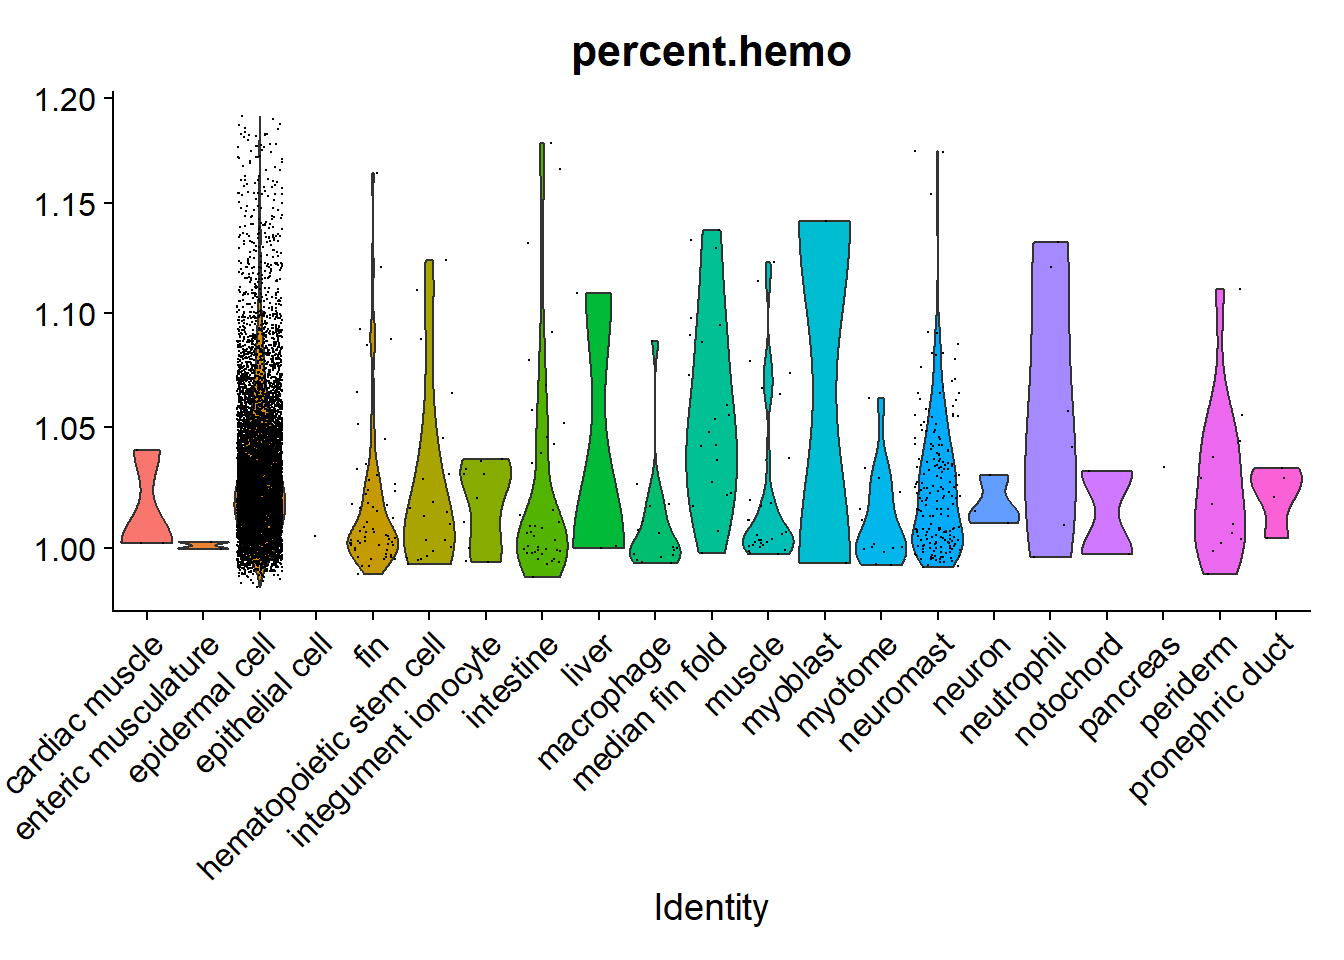 percent.hemo
1.20
1.15
1.10
1.05
1.00
cardiac muscle
enteric musculature
epidermal cell
epithelial cell
fin
hematopoietic stem cell
integument ionocyte
intestine
liver
macrophage
median fin fold
muscle
myoblast
myotome
neuromast
neuron
neutrophil
notochord
pancreas
periderm
pronephric duct
Identity